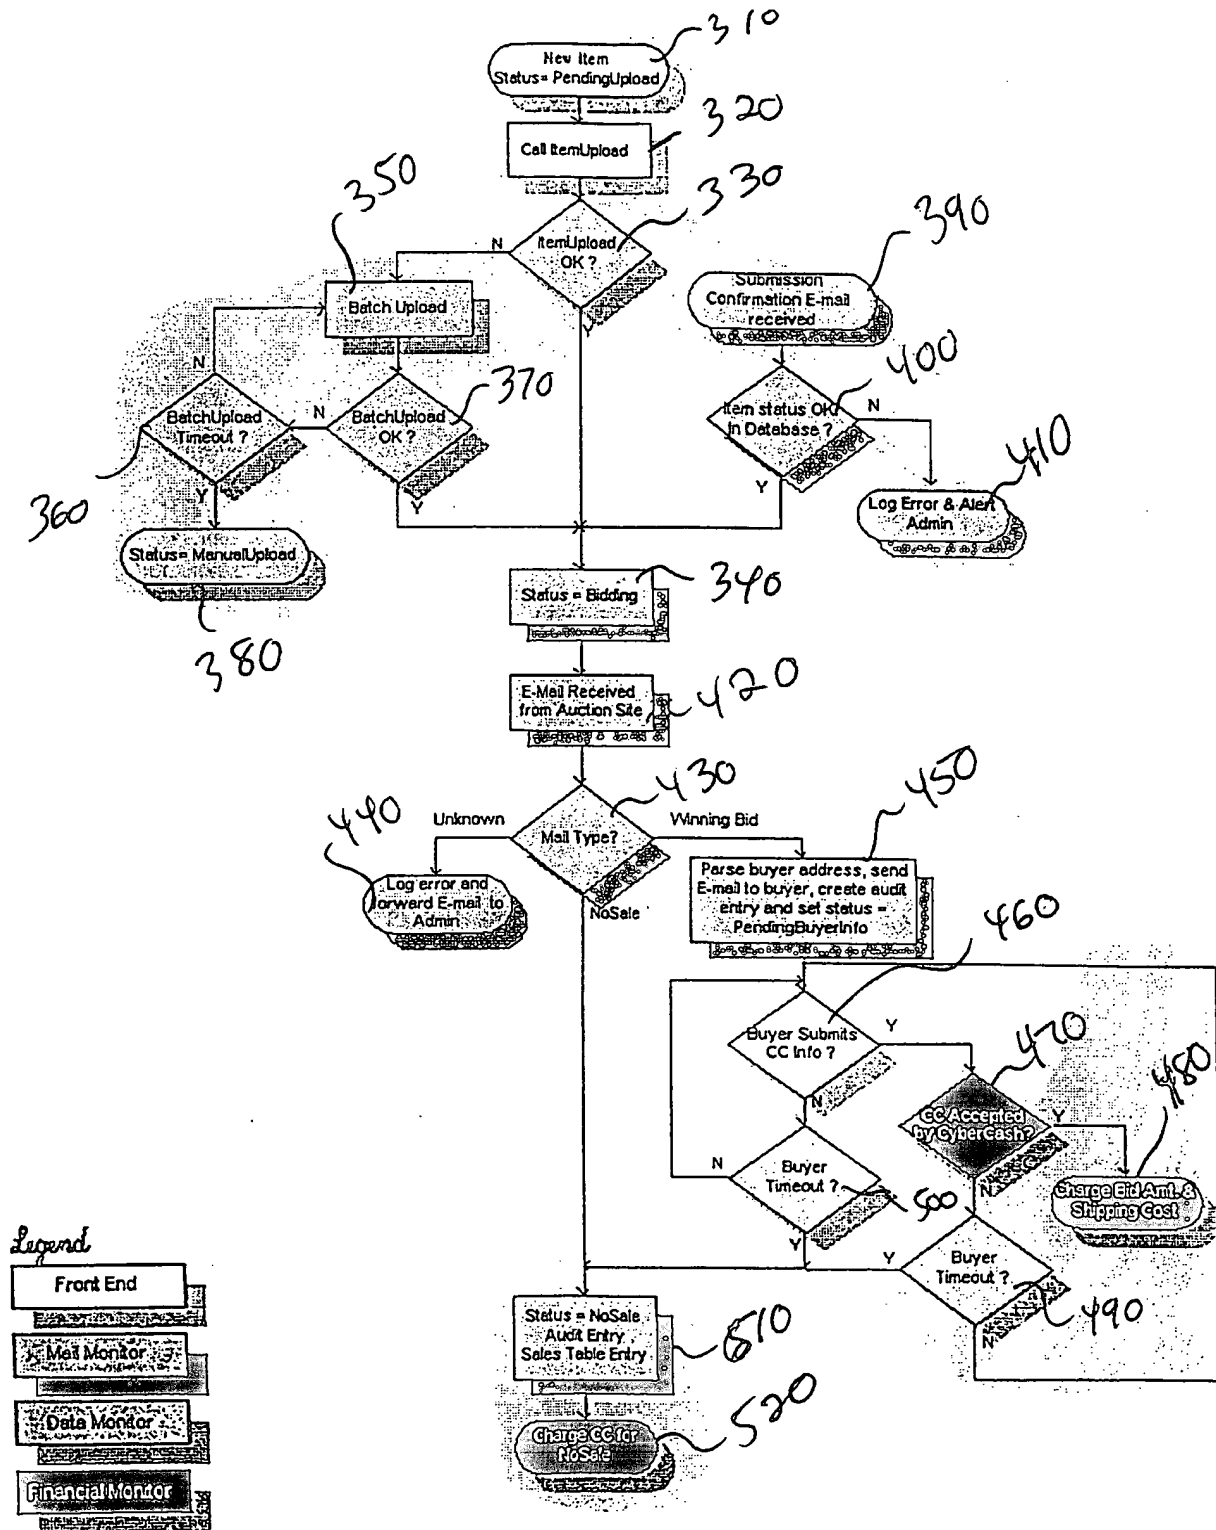 310
New Item
Status= PendingUpload
320
Call ItemUpload
350
330
390
N
ItemUpload
OK ?
Submission
Confirmation E-mail
received
Batch Upload
Y
400
N
370
Item status OK
In Database ?
N
BatchUpload
Timeout ?
N
BatchUpload
OK ?
410
360
Y
Y
Y
Log Error & Alert
Admin
Status= ManualUpload
340
Status = Bidding
380
E-Mail Received
from Auction Site
420
430
450
440
Unknown
Mail Type?
Winning Bid
Log error and
forward E-mail to
Admin
NoSale
Parse buyer address, send
E-mail to buyer, create audit
entry and set status =
PendingBuyerInfo
460
Buyer Submits
CC Info ?
Y
470
480
N
CC Accepted
by CyberCash?
Y
N
Buyer
Timeout ?
500
N
Charge Bid Amt. &
Shipping Cost
Y
Y
Buyer
Timeout ?
490
N
Legend
Front End
Mail Monitor
Data Monitor
Financial Monitor
Status = NoSale
Audit Entry
Sales Table Entry
510
Charge CC for
NoSale
520